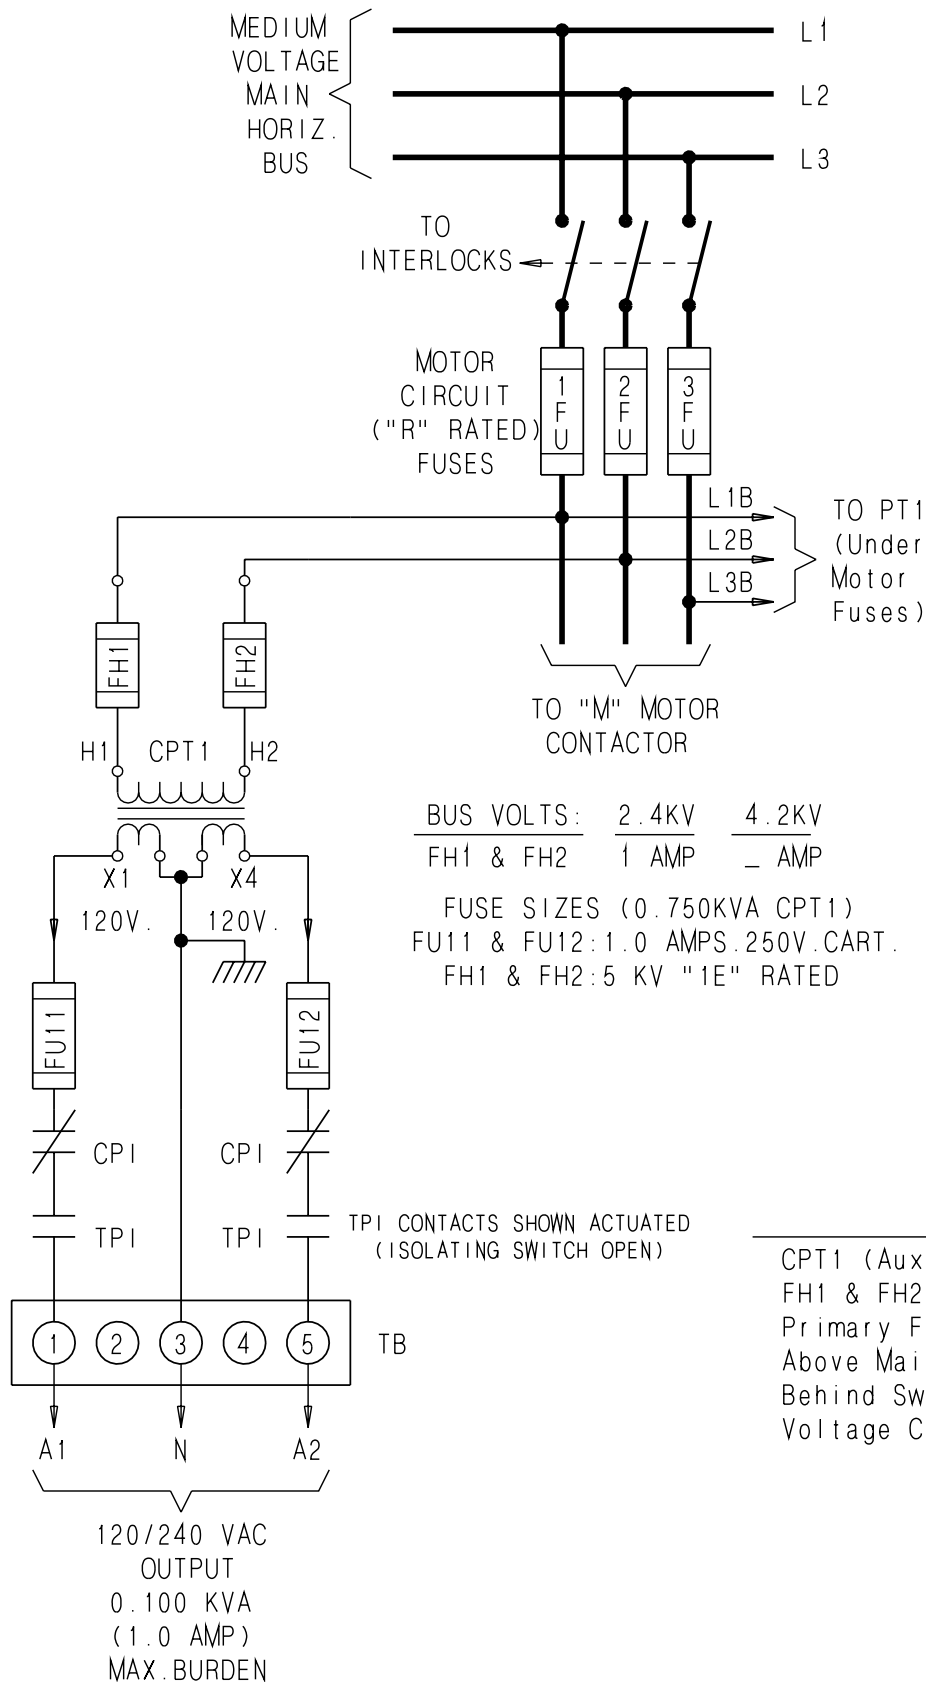 MEDIUM
VOLTAGE
MAIN
HORIZ.
BUS
L1
L2
L3
TO
INTERLOCKS
MOTOR
CIRCUIT
("R" RATED)
FUSES
1FU
2FU
3FU
L1B
L2B
L3B
TO PT1
(Under
Motor
Fuses)
TO "M" MOTOR
CONTACTOR
FH1
FH2
H1
CPT1
H2
X1
X4
120V.
120V.
BUS VOLTS: 2.4KV 4.2KV
FH1 & FH2 1 AMP _ AMP
FUSE SIZES (0.750KVA CPT1)
FU11 & FU12:1.0 AMPS.250V.CART.
FH1 & FH2:5 KV "1E" RATED
FU11
FU12
CPI
CPI
TPI
TPI
TPI CONTACTS SHOWN ACTUATED
(ISOLATING SWITCH OPEN)
1 2 3 4 5
TB
A1
N
A2
120/240 VAC
OUTPUT
0.100 KVA
(1.0 AMP)
MAX.BURDEN
CPT1 (Aux
FH1 & FH2
Primary F
Above Mai
Behind Sw
Voltage C